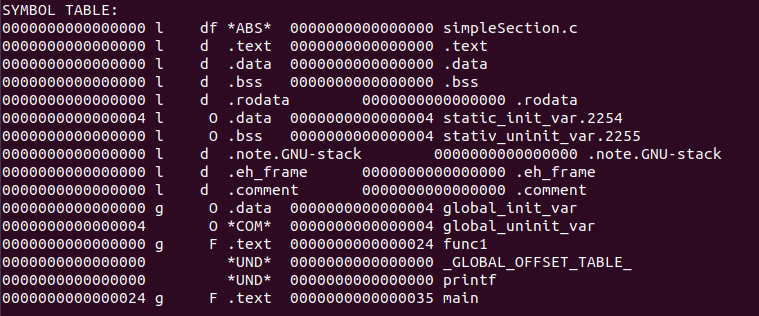 SYMBOL TABLE:
0000000000000000 l    df *ABS*  0000000000000000 simpleSection.c
0000000000000000 l    d  .text  0000000000000000 .text
0000000000000000 l    d  .data  0000000000000000 .data
0000000000000000 l    d  .bss   0000000000000000 .bss
0000000000000000 l    d  .rodata        0000000000000000 .rodata
0000000000000004 l     O .data  0000000000000004 static_init_var.2254
0000000000000000 l     O .bss   0000000000000004 stativ_uninit_var.2255
0000000000000000 l    d  .note.GNU-stack        0000000000000000 .note.GNU-stack
0000000000000000 l    d  .eh_frame      0000000000000000 .eh_frame
0000000000000000 l    d  .comment       0000000000000000 .comment
0000000000000000 g     O .data  0000000000000004 global_init_var
0000000000000004       O *COM*  0000000000000004 global_uninit_var
0000000000000000 g     F .text  0000000000000024 func1
0000000000000000         *UND*  0000000000000000 _GLOBAL_OFFSET_TABLE_
0000000000000000         *UND*  0000000000000000 printf
0000000000000024 g     F .text  0000000000000035 main